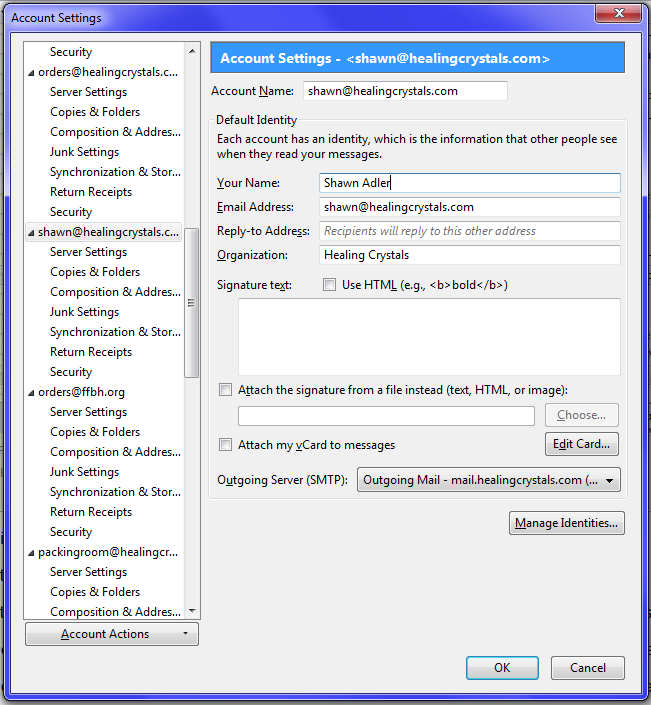 Account Settings
Security
orders@healingcrystals.c...
Server Settings
Copies & Folders
Composition & Addres...
Junk Settings
Synchronization & Stor...
Return Receipts
Security
shawn@healingcrystals.c...
Server Settings
Copies & Folders
Composition & Addres...
Junk Settings
Synchronization & Stor...
Return Receipts
Security
orders@ffbh.org
Server Settings
Copies & Folders
Composition & Addres...
Junk Settings
Synchronization & Stor...
Return Receipts
Security
packingroom@healingcr...
Server Settings
Copies & Folders
Composition & Addres...
Account Actions
Account Settings - <shawn@healingcrystals.com>
Account Name: shawn@healingcrystals.com
Default Identity
Each account has an identity, which is the information that other people see
when they read your messages.
Your Name: Shawn Adler
Email Address: shawn@healingcrystals.com
Reply-to Address: Recipients will reply to this other address
Organization: Healing Crystals
Signature text: Use HTML (e.g., <b>bold</b>)
Attach the signature from a file instead (text, HTML, or image):
Choose...
Attach my vCard to messages
Edit Card...
Outgoing Server (SMTP): Outgoing Mail - mail.healingcrystals.com (...
Manage Identities...
OK Cancel